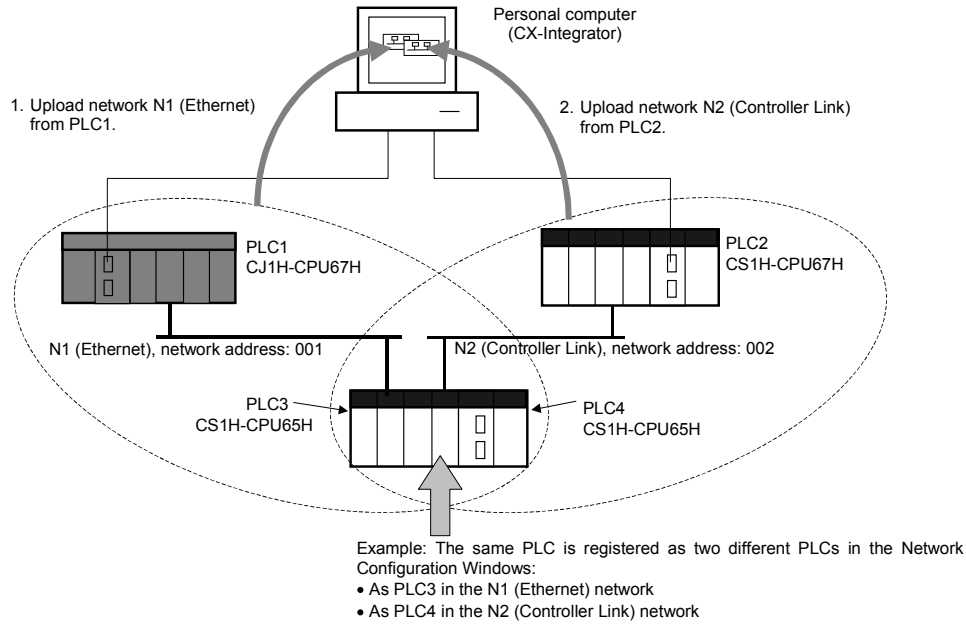 Personal computer
(CX-Integrator)
1. Upload network N1 (Ethernet)
from PLC1.
2. Upload network N2 (Controller Link)
from PLC2.
PLC1
CJ1H-CPU67H
PLC2
CS1H-CPU67H
N1 (Ethernet), network address: 001
N2 (Controller Link), network address: 002
PLC3
CS1H-CPU65H
PLC4
CS1H-CPU65H
Example: The same PLC is registered as two different PLCs in the Network
Configuration Windows:
• As PLC3 in the N1 (Ethernet) network
• As PLC4 in the N2 (Controller Link) network